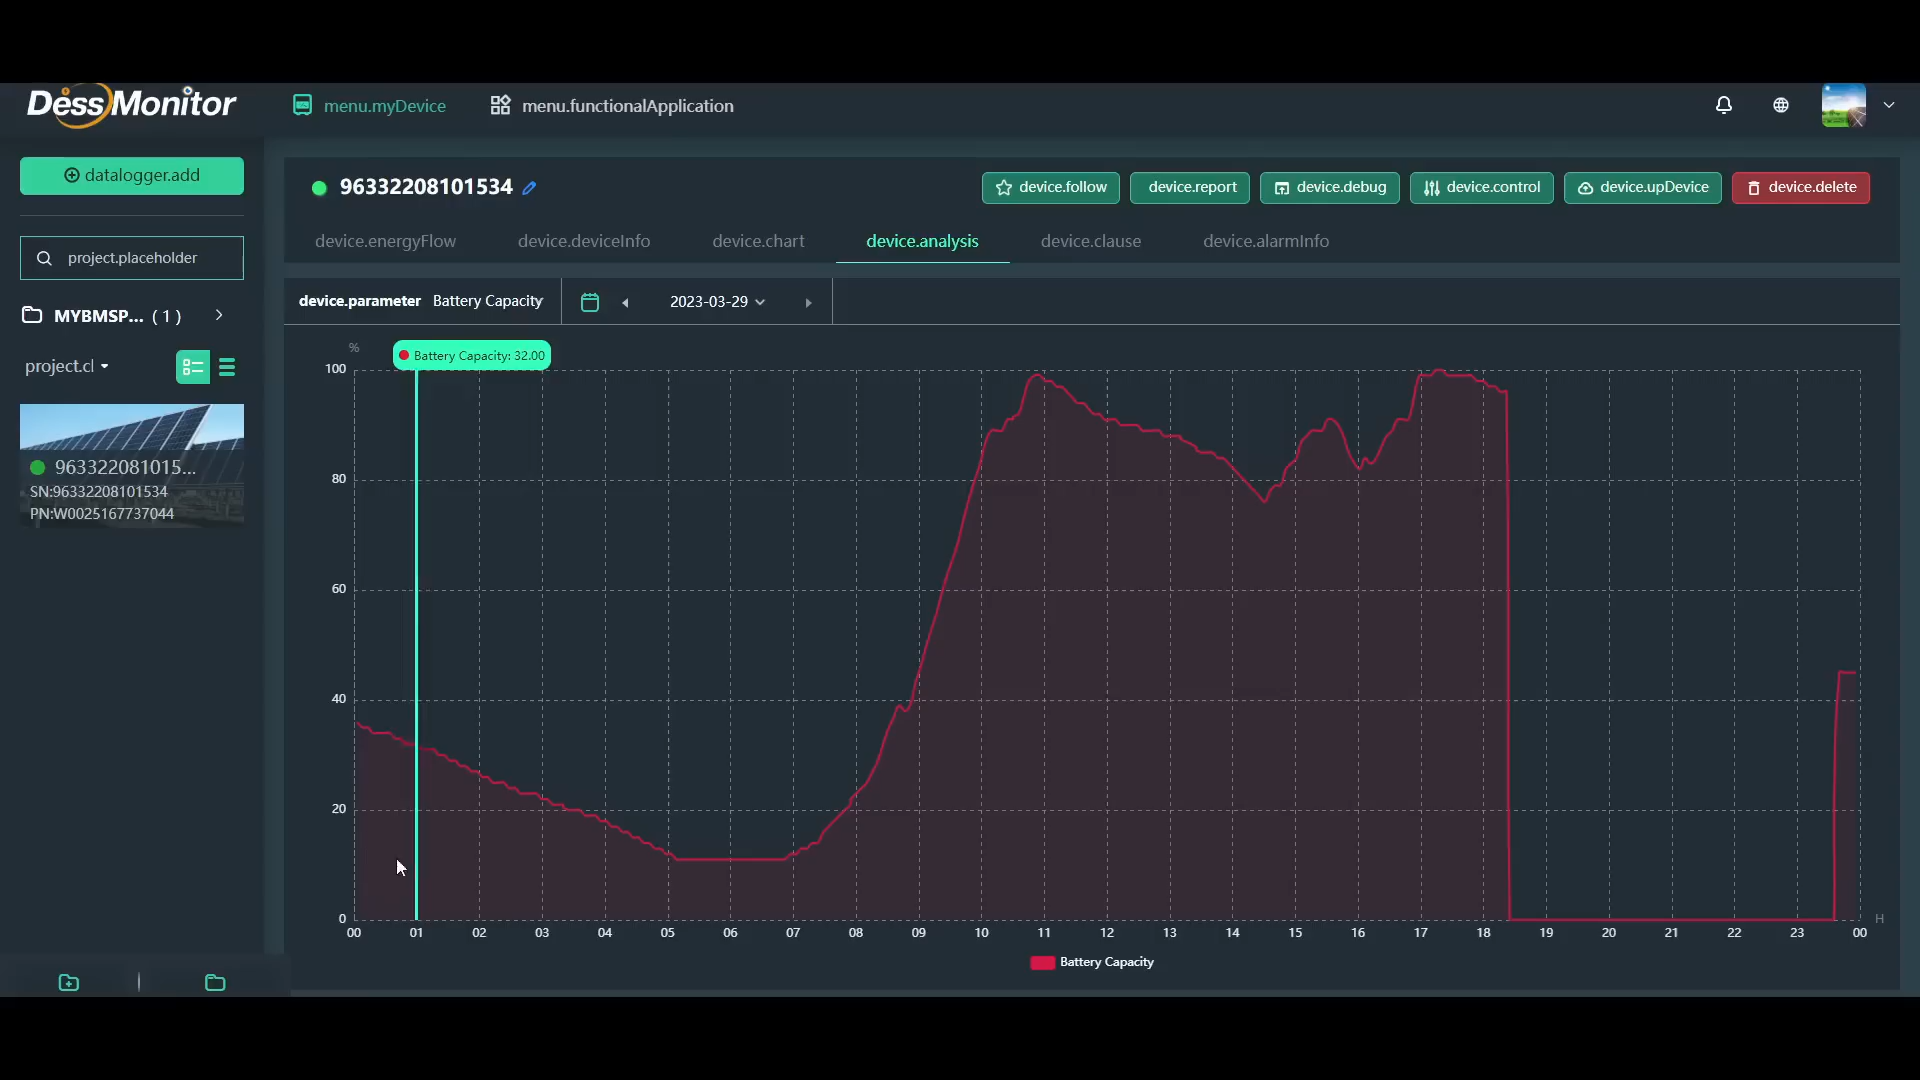 DessMonitor
menu.myDevice
menu.functionalApplication
datalogger.add
project.placeholder
MYBMSP... ( 1 )
project.cl
963322081015...
SN:96332208101534
PN:W0025167737044
96332208101534
device.follow
device.report
device.debug
device.control
device.upDevice
device.delete
device.energyFlow
device.deviceInfo
device.chart
device.analysis
device.clause
device.alarmInfo
device.parameter Battery Capacity
2023-03-29
%
Battery Capacity: 32.00
100
80
60
40
20
0
00 01 02 03 04 05 06 07 08 09 10 11 12 13 14 15 16 17 18 19 20 21 22 23 00
H
Battery Capacity